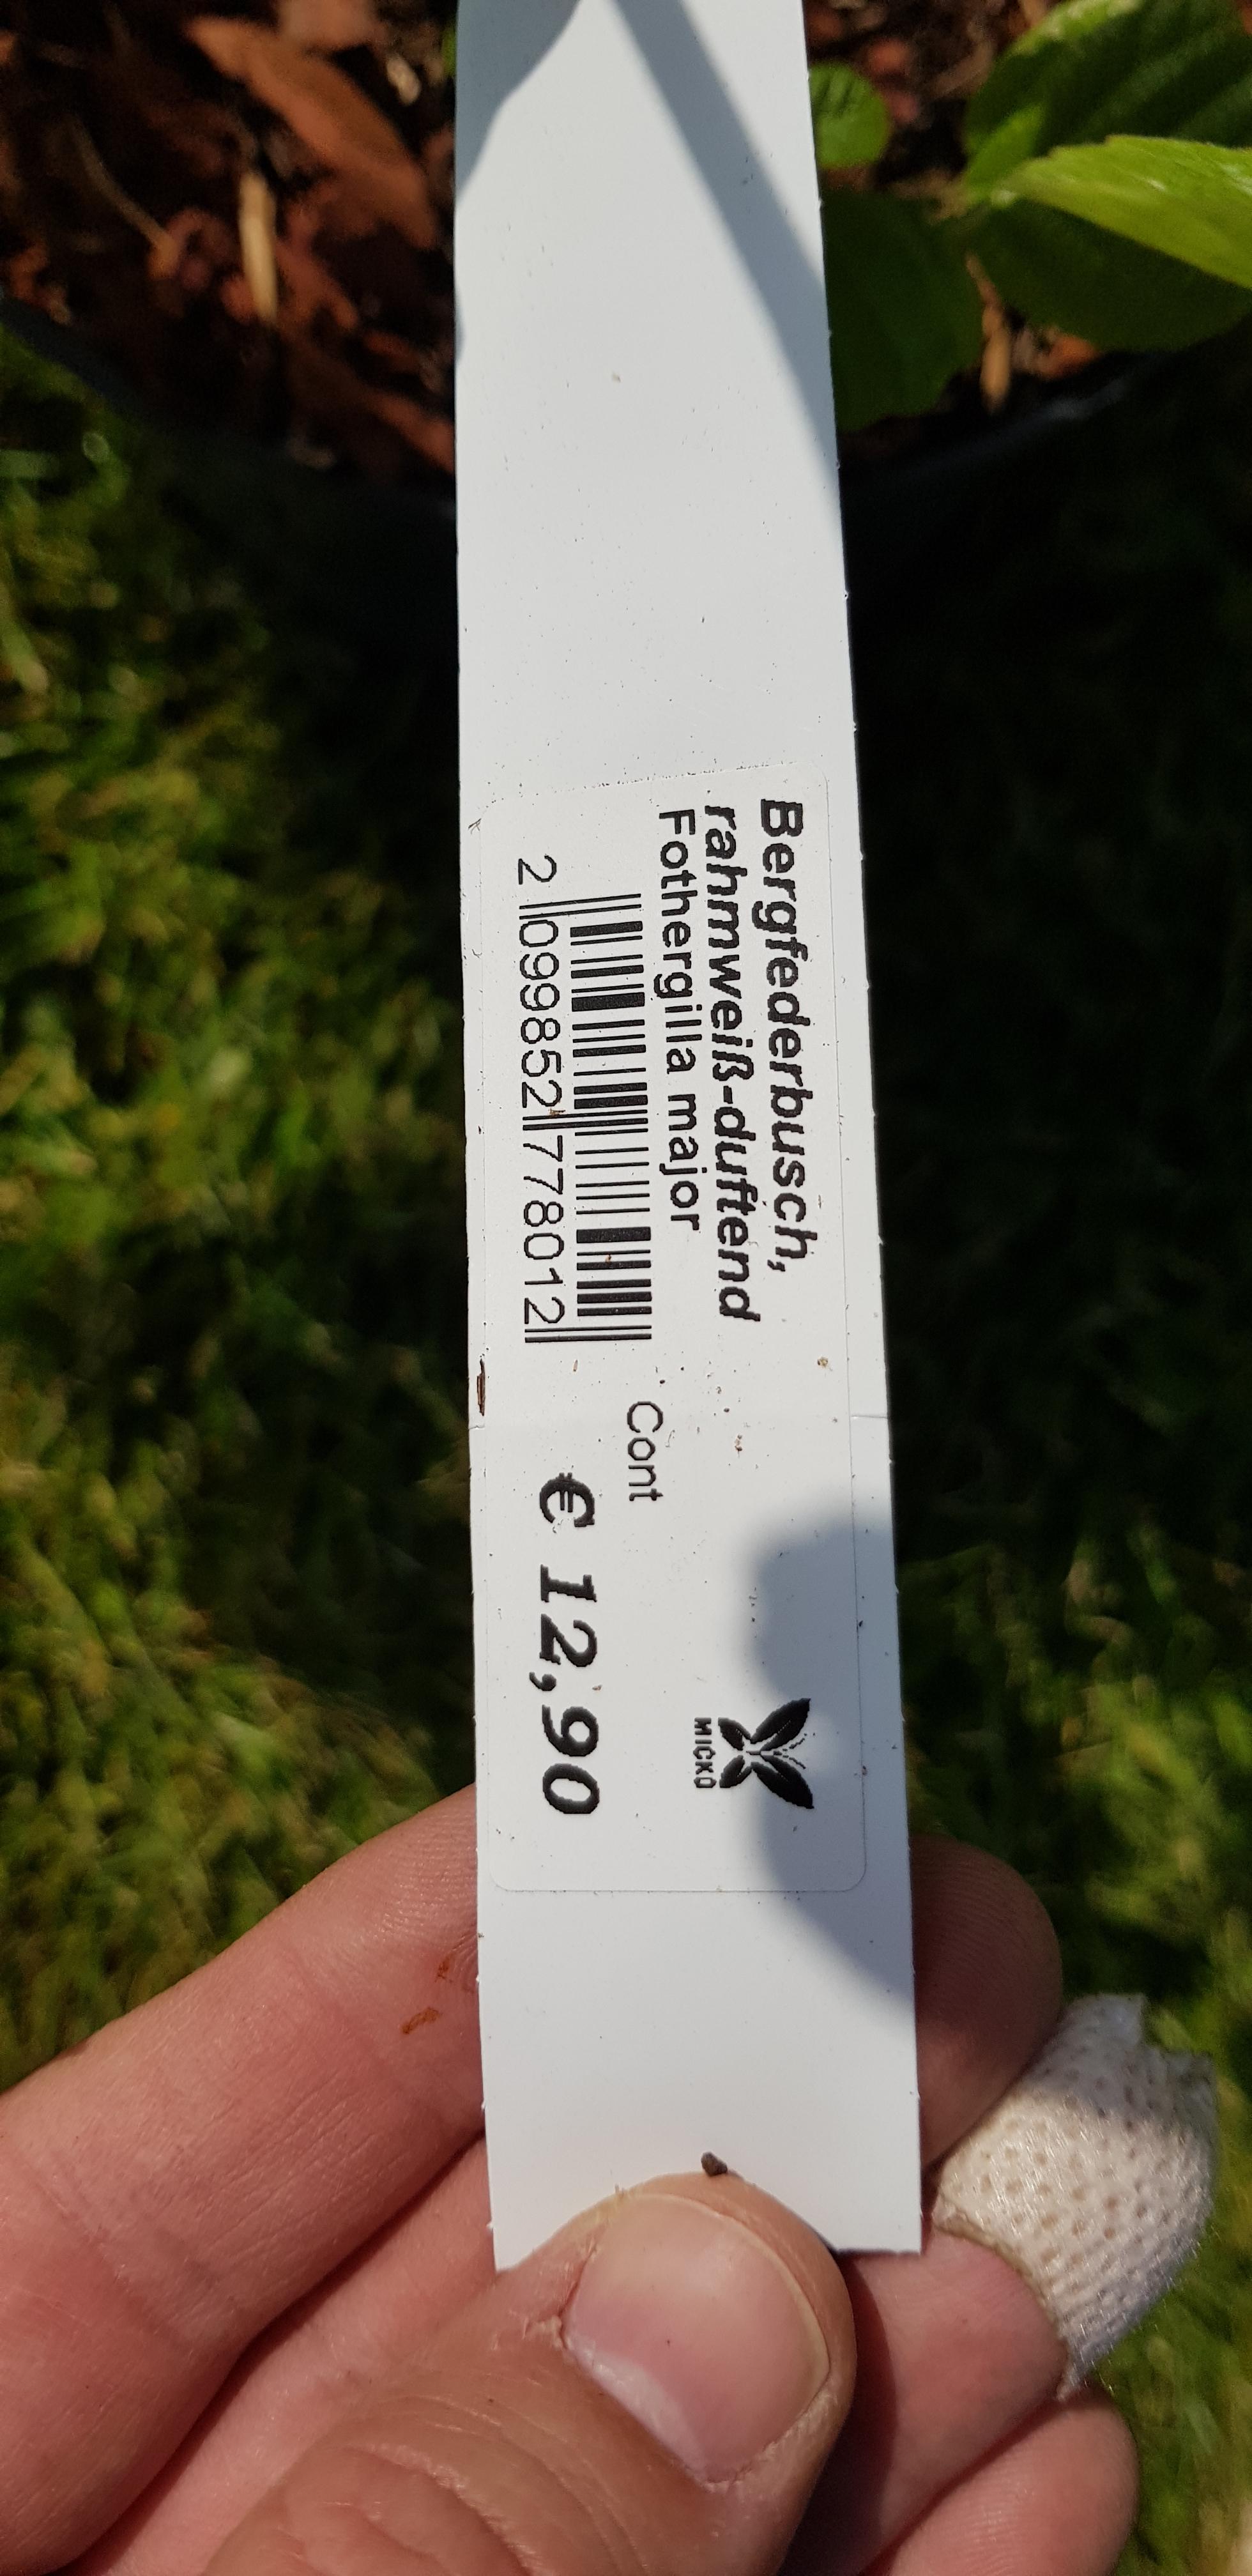 Bergfederbusch,
rahmweiß-duftend
Fothergilla major
2 099852 778012
Cont
€ 12,90
MICKO